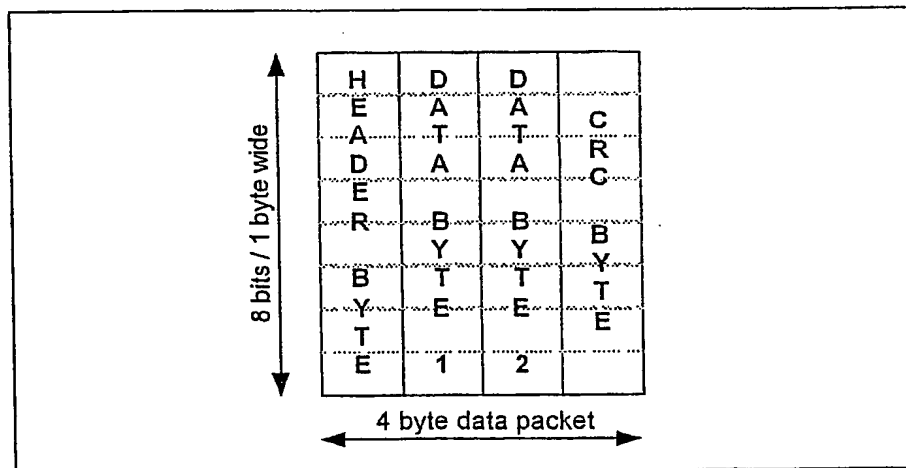 8 bits / 1 byte wide
HEADER BYTE
DATA BYTE 1
DATA BYTE 2
CRC BYTE
4 byte data packet